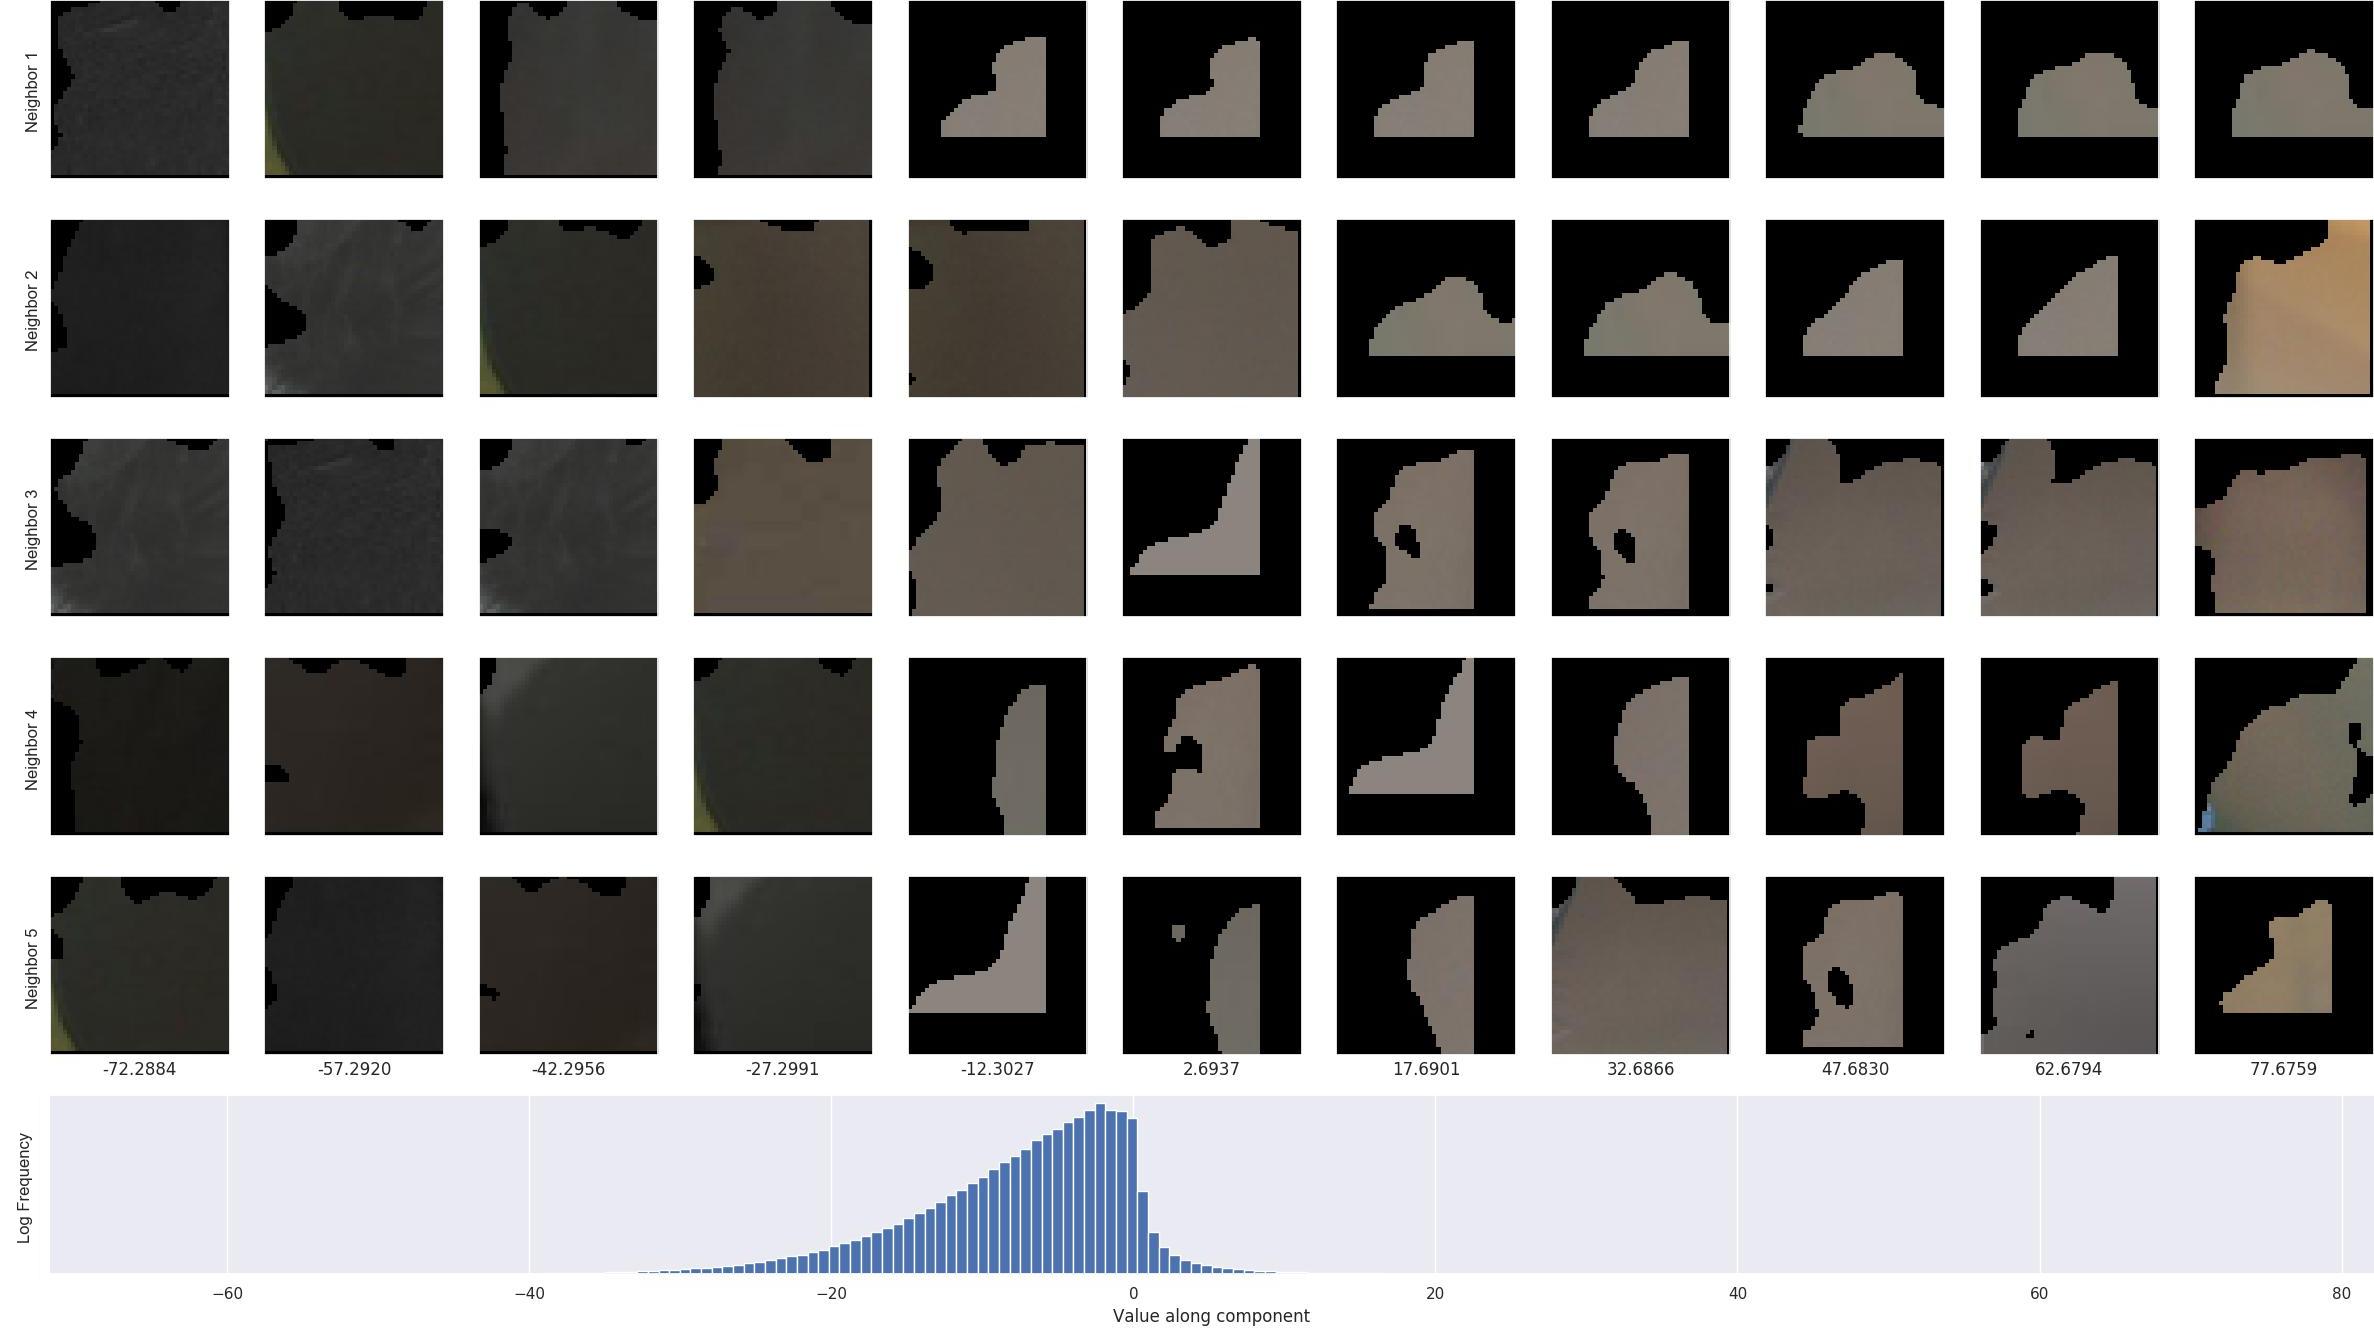 Neighbor 1
Neighbor 2
Neighbor 3
Neighbor 4
Neighbor 5
-72.2884 -57.2920 -42.2956 -27.2991 -12.3027 2.6937 17.6901 32.6866 47.6830 62.6794 77.6759
Log Frequency
−60 −40 −20 0 20 40 60 80
Value along component